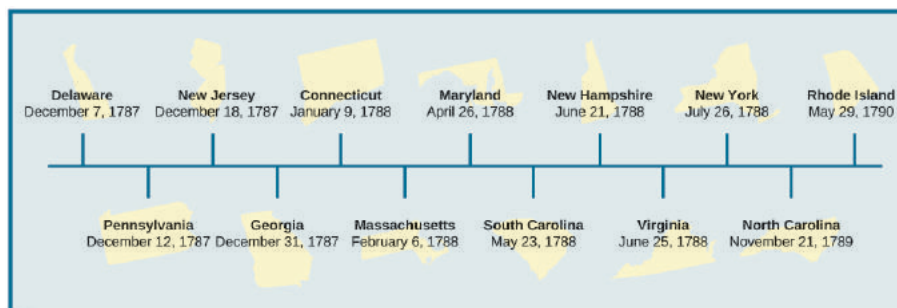 Delaware
December 7, 1787
New Jersey
December 18, 1787
Connecticut
January 9, 1788
Maryland
April 26, 1788
New Hampshire
June 21, 1788
New York
July 26, 1788
Rhode Island
May 29, 1790
Pennsylvania
December 12, 1787
Georgia
December 31, 1787
Massachusetts
February 6, 1788
South Carolina
May 23, 1788
Virginia
June 25, 1788
North Carolina
November 21, 1789